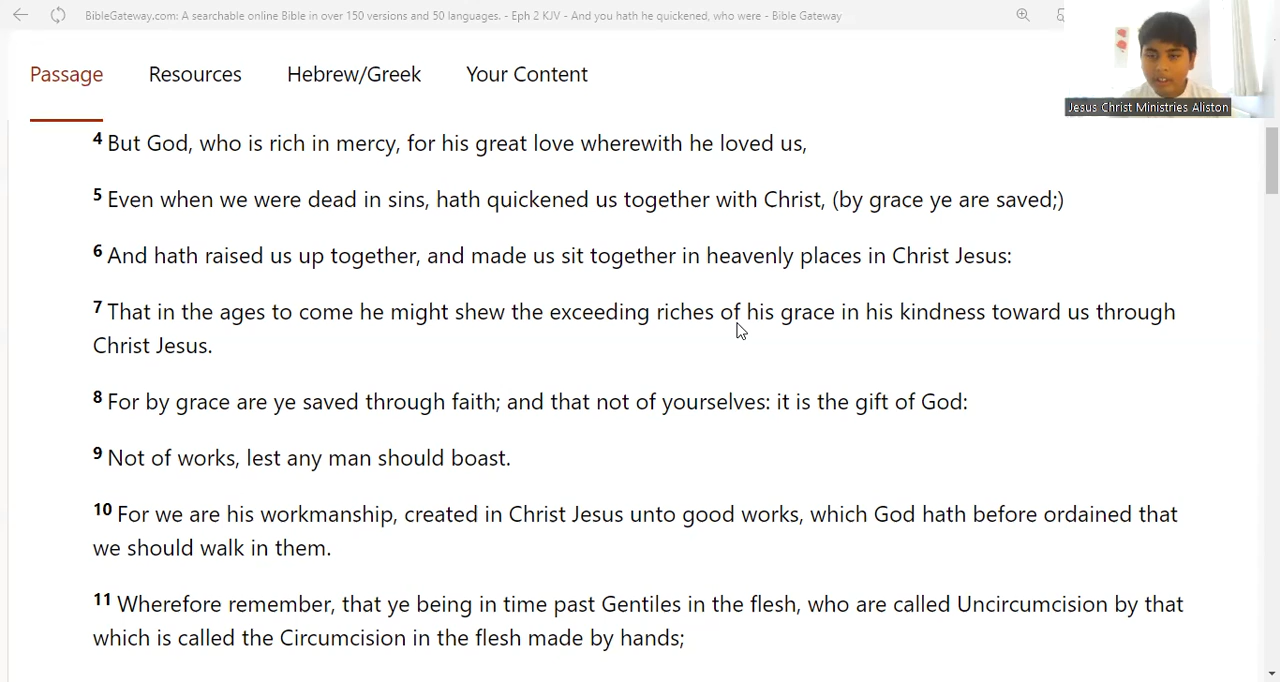 BibleGateway.com: A searchable online Bible in over 150 versions and 50 languages. - Eph 2 KJV - And you hath he quickened, who were - Bible Gateway
Passage Resources Hebrew/Greek Your Content
Jesus Christ Ministries Aliston
4 But God, who is rich in mercy, for his great love wherewith he loved us,
5 Even when we were dead in sins, hath quickened us together with Christ, (by grace ye are saved;)
6 And hath raised us up together, and made us sit together in heavenly places in Christ Jesus:
7 That in the ages to come he might shew the exceeding riches of his grace in his kindness toward us through
Christ Jesus.
8 For by grace are ye saved through faith; and that not of yourselves: it is the gift of God:
9 Not of works, lest any man should boast.
10 For we are his workmanship, created in Christ Jesus unto good works, which God hath before ordained that
we should walk in them.
11 Wherefore remember, that ye being in time past Gentiles in the flesh, who are called Uncircumcision by that
which is called the Circumcision in the flesh made by hands;